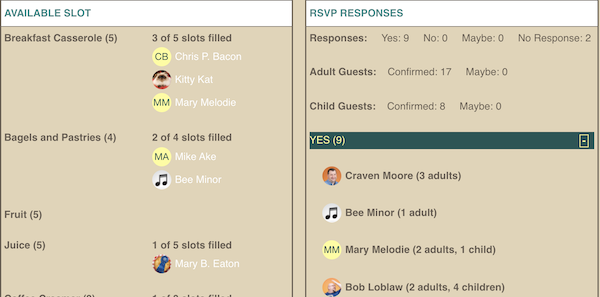 AVAILABLE SLOT
Breakfast Casserole (5) 3 of 5 slots filled
CB Chris P. Bacon
Kitty Kat
MM Mary Melodie
Bagels and Pastries (4) 2 of 4 slots filled
MA Mike Ake
Bee Minor
Fruit (5)
Juice (5) 1 of 5 slots filled
Mary B. Eaton
RSVP RESPONSES
Responses: Yes: 9 No: 0 Maybe: 0 No Response: 2
Adult Guests: Confirmed: 17 Maybe: 0
Child Guests: Confirmed: 8 Maybe: 0
YES (9) -
Craven Moore (3 adults)
Bee Minor (1 adult)
MM Mary Melodie (2 adults, 1 child)
Bob Loblaw (2 adults, 4 children)